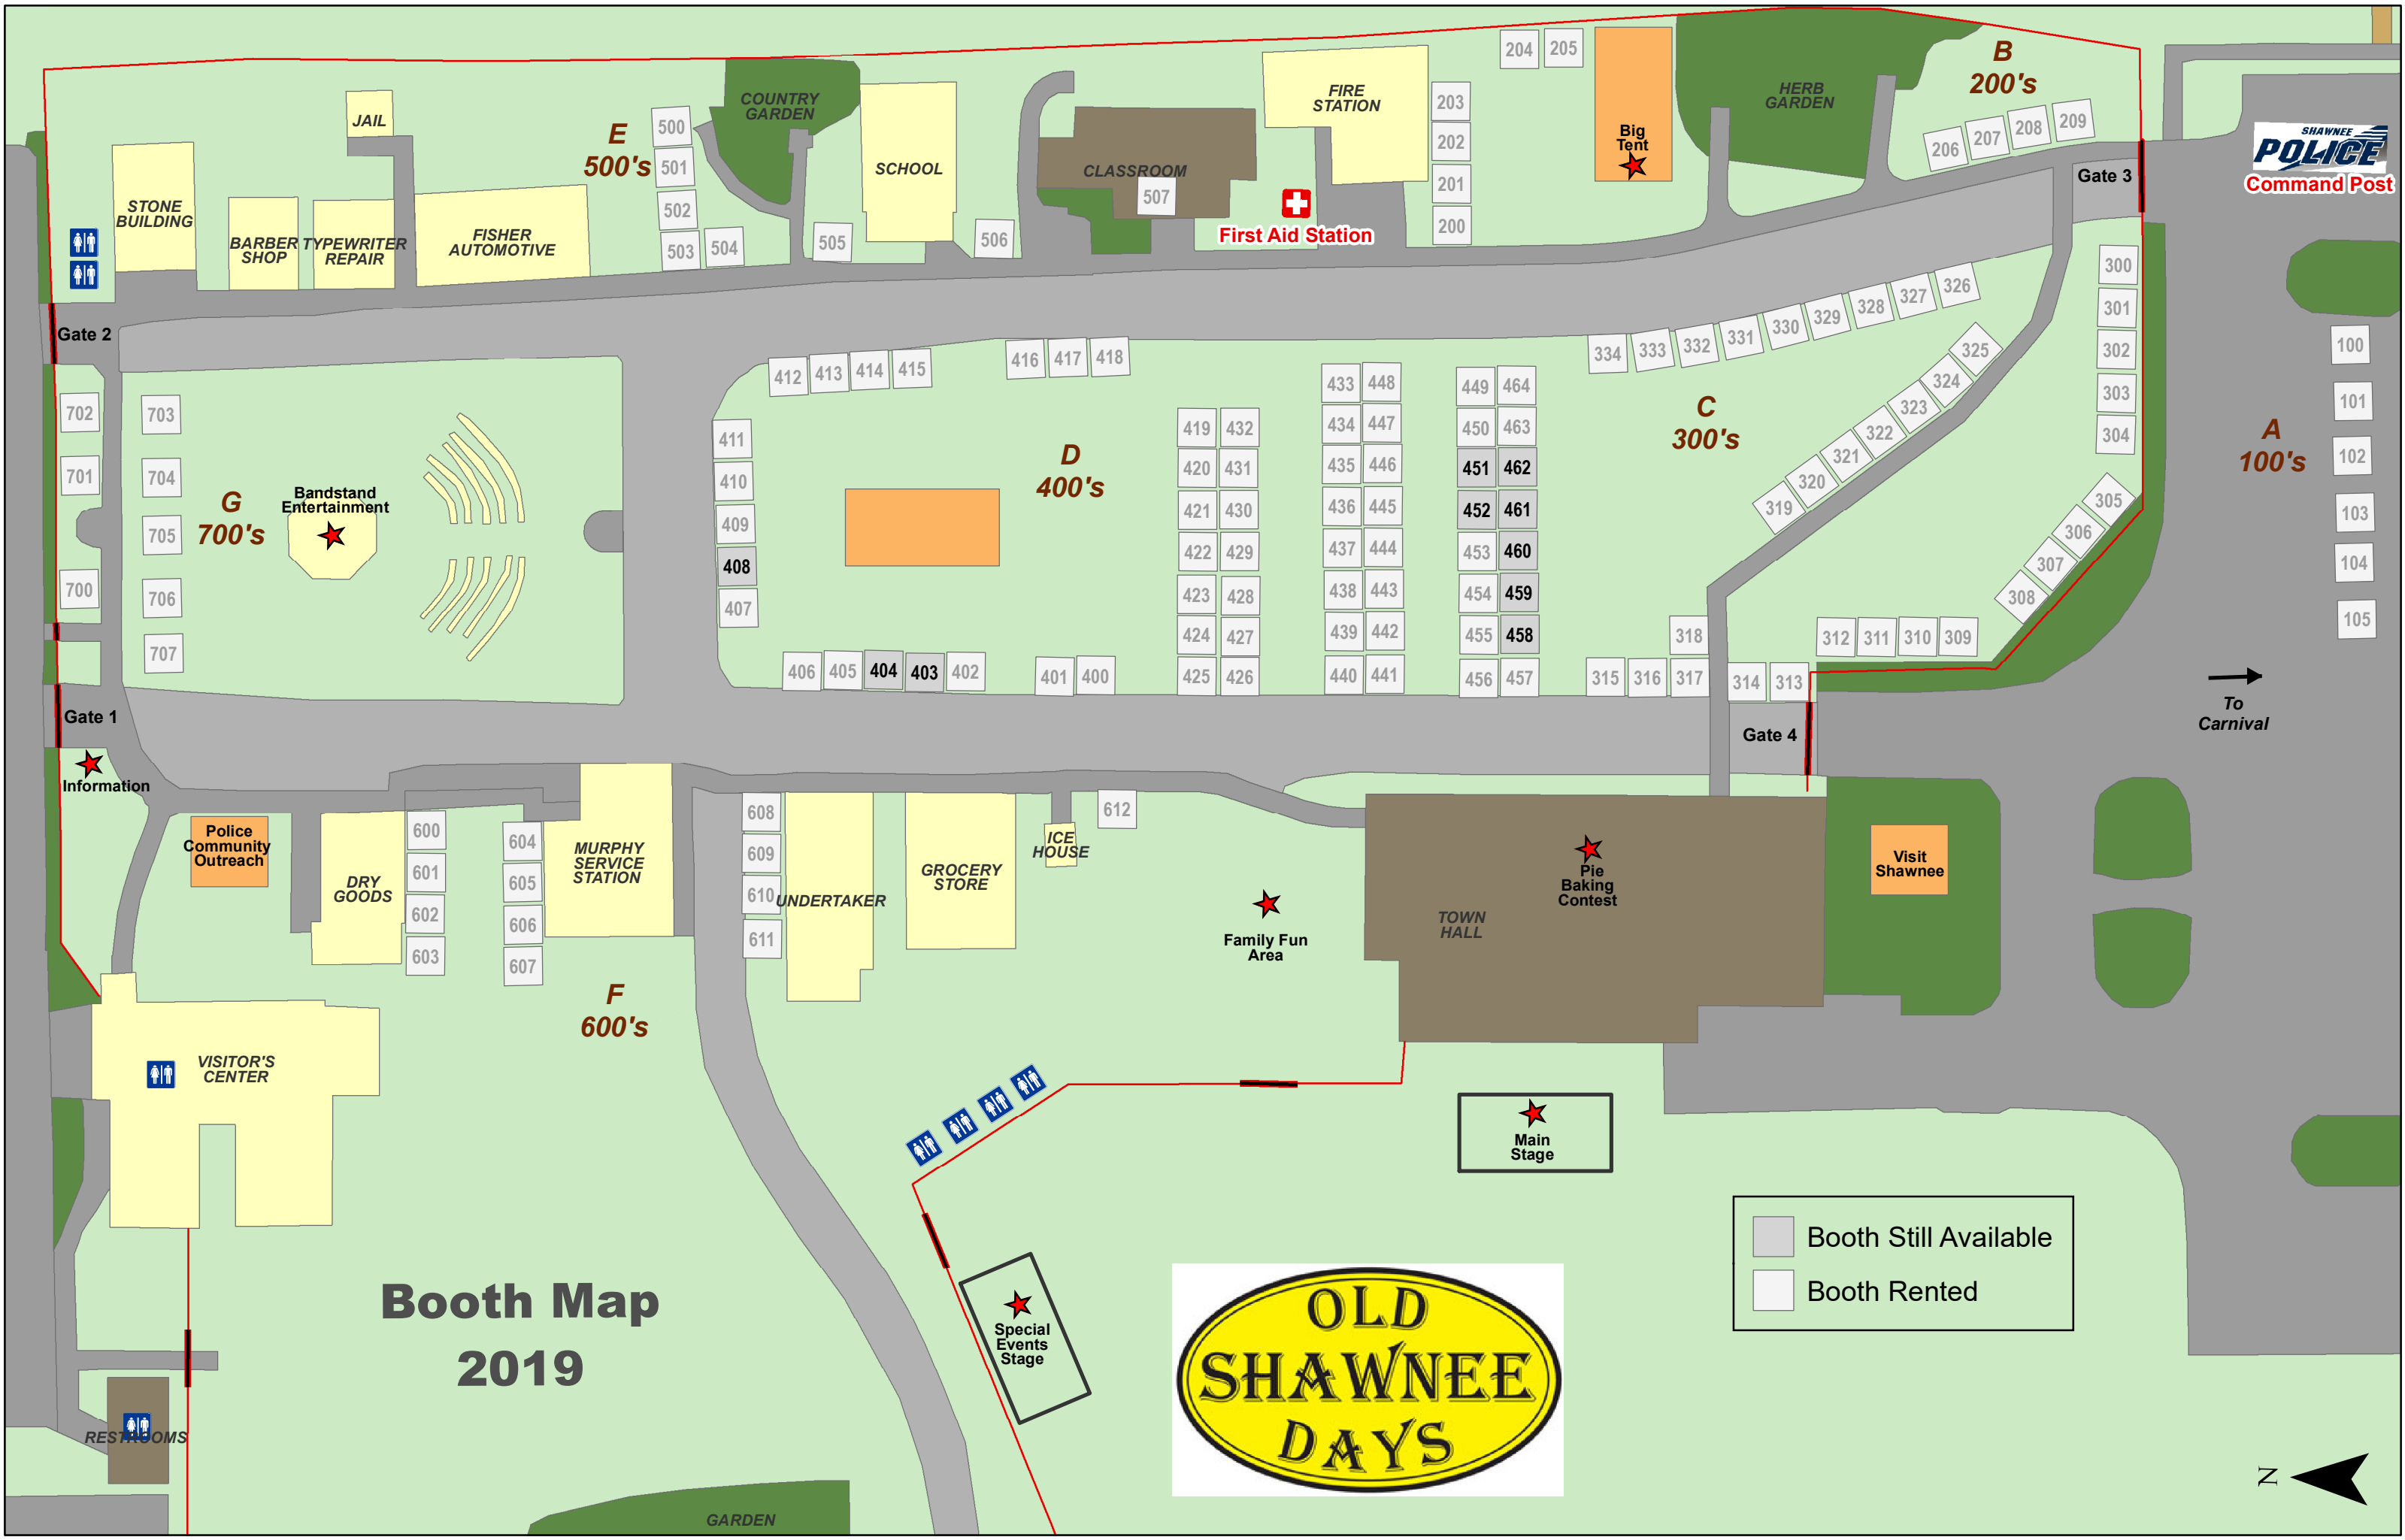 204
205
B
200's
FIRE
STATION
HERB
GARDEN
COUNTRY
GARDEN
203
JAIL
E
500's
500
Big
Tent
209
208
207
206
SHAWNEE
POLICE
Command Post
202
501
SCHOOL
CLASSROOM
507
201
Gate 3
STONE
BUILDING
502
First Aid Station
200
BARBER
SHOP
TYPEWRITER
REPAIR
FISHER
AUTOMOTIVE
503
504
505
506
300
326
327
328
329
330
331
332
333
334
301
Gate 2
302
100
412
413
414
415
416
417
418
325
324
323
322
321
320
319
303
304
101
433
448
449
464
702
703
C
300's
A
100's
411
419
432
434
447
450
463
D
400's
701
704
410
420
431
435
446
451
462
102
Bandstand
Entertainment
G
700's
409
421
430
436
445
452
461
305
306
307
308
103
705
408
422
429
437
444
453
460
104
700
706
407
423
428
438
443
454
459
105
424
427
439
442
455
458
318
312
311
310
309
707
406
405
404
403
402
401
400
425
426
440
441
456
457
315
316
317
314
313
To
Carnival
Gate 1
Gate 4
Information
608
612
Police
Community
Outreach
600
604
609
ICE
HOUSE
MURPHY
SERVICE
STATION
Pie
Baking
Contest
Visit
Shawnee
601
605
DRY
GOODS
610
UNDERTAKER
GROCERY
STORE
602
606
611
Family Fun
Area
TOWN
HALL
603
607
F
600's
VISITOR'S
CENTER
Main
Stage
Booth Still Available
Booth Rented
Booth Map
2019
Special
Events
Stage
OLD
SHAWNEE
DAYS
RESTROOMS
N
GARDEN